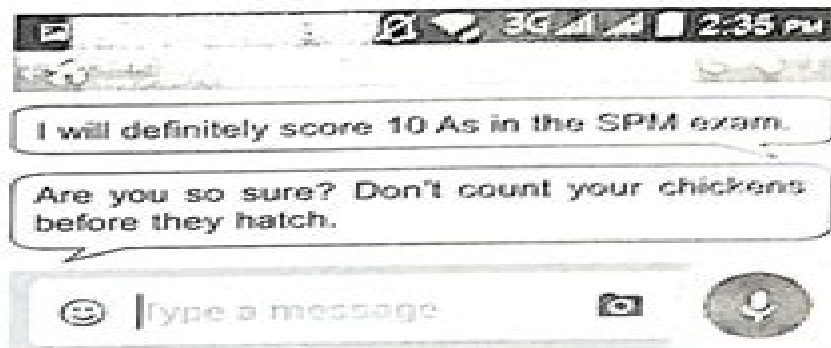 3G 2:35 PM
I will definitely score 10 As in the SPM exam.
Are you so sure? Don't count your chickens
before they hatch.
Type a message